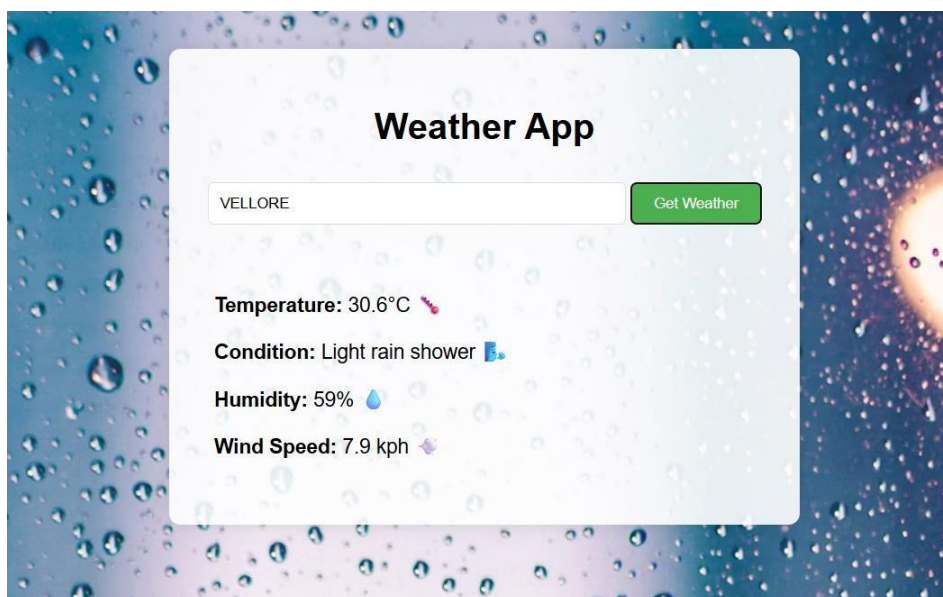 Weather App
VELLORE Get Weather
Temperature: 30.6°C 🌡️
Condition: Light rain shower 🌬️
Humidity: 59% 💧
Wind Speed: 7.9 kph 💨